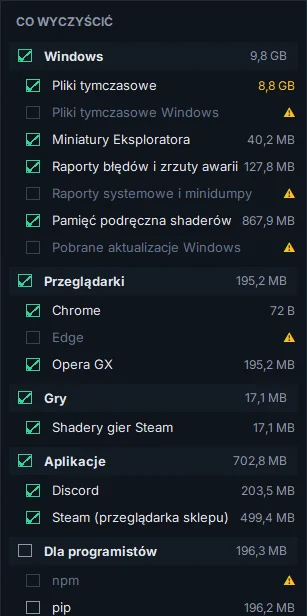 CO WYCZYŚCIĆ
Windows 9,8 GB
Pliki tymczasowe 8,8 GB
Pliki tymczasowe Windows
Miniatury Eksploratora 40,2 MB
Raporty błędów i zrzuty awarii 127,8 MB
Raporty systemowe i minidumpy
Pamięć podręczna shaderów 867,9 MB
Pobrane aktualizacje Windows
Przeglądarki 195,2 MB
Chrome 72 B
Edge
Opera GX 195,2 MB
Gry 17,1 MB
Shadery gier Steam 17,1 MB
Aplikacje 702,8 MB
Discord 203,5 MB
Steam (przeglądarka sklepu) 499,4 MB
Dla programistów 196,3 MB
npm
pip 196,2 MB